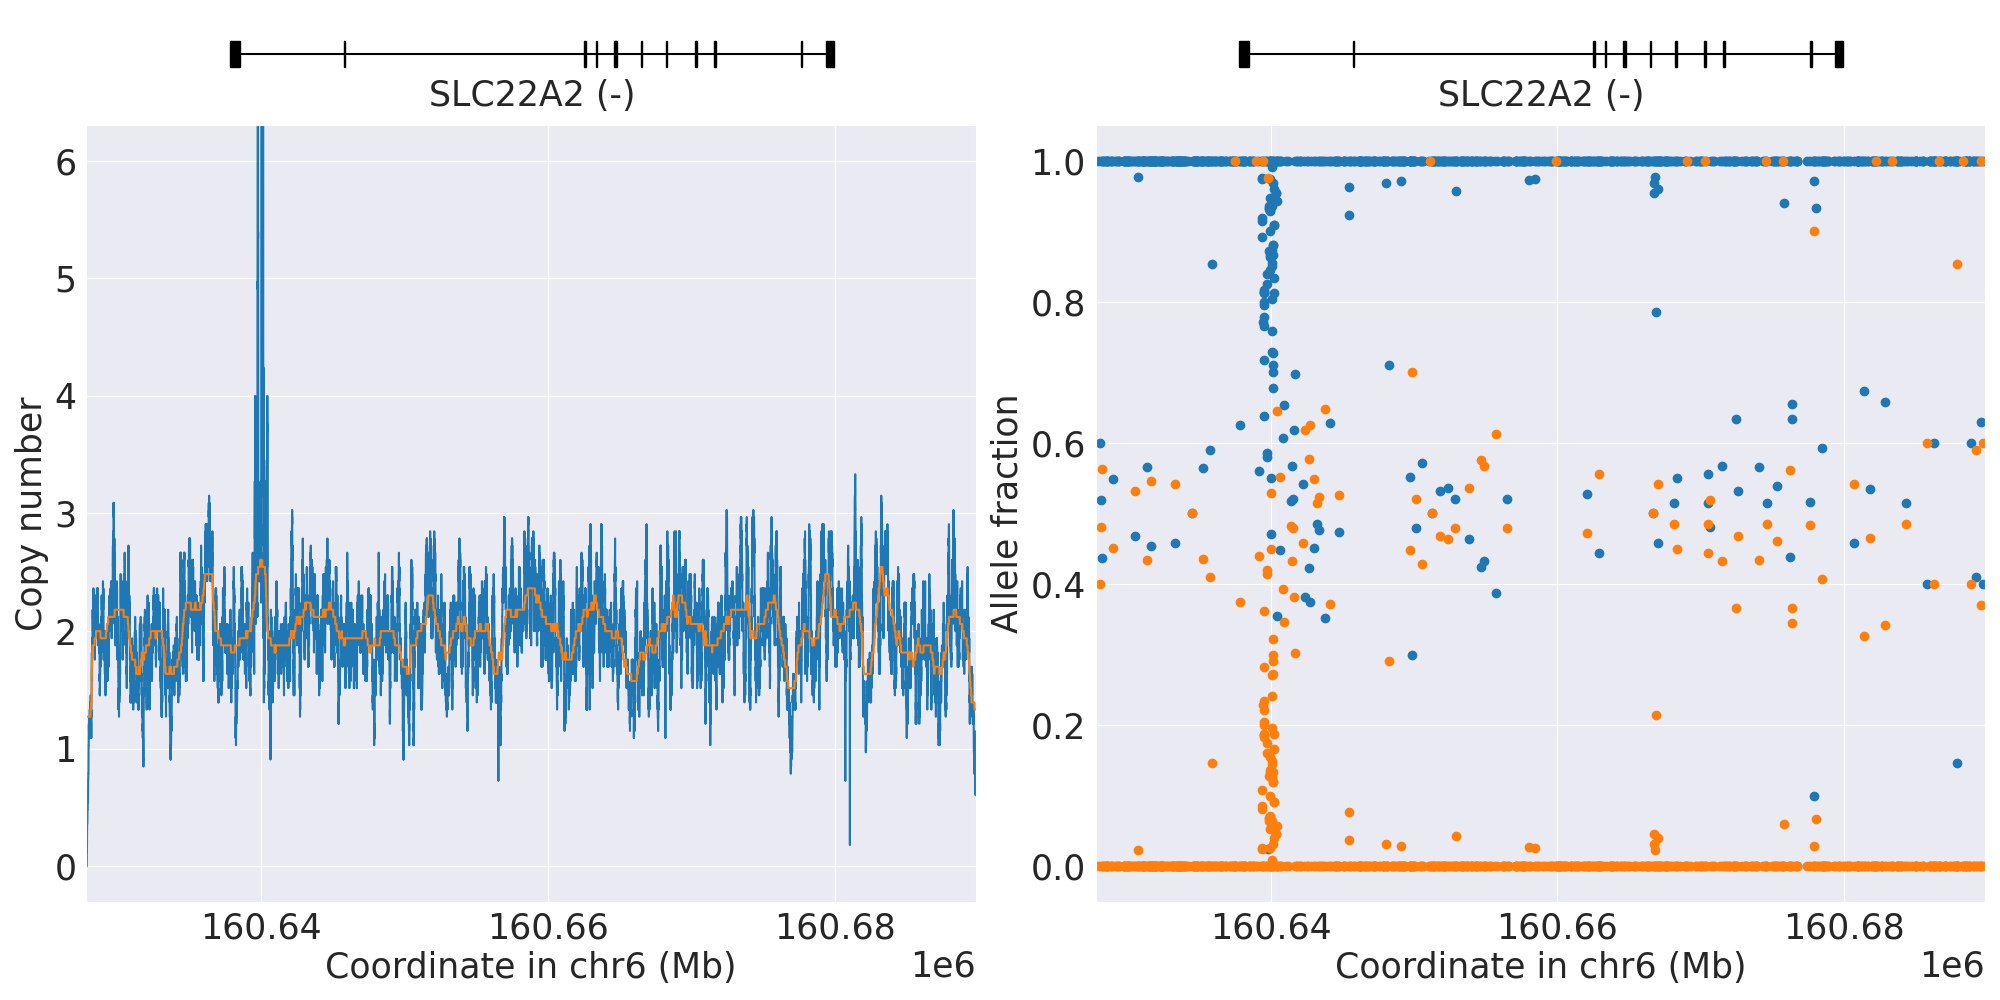 SLC22A2 (-)
6
5
4
3
2
1
0
Copy number
160.64
160.66
160.68
Coordinate in chr6 (Mb)
1e6
SLC22A2 (-)
1.0
0.8
0.6
0.4
0.2
0.0
Allele fraction
160.64
160.66
160.68
Coordinate in chr6 (Mb)
1e6